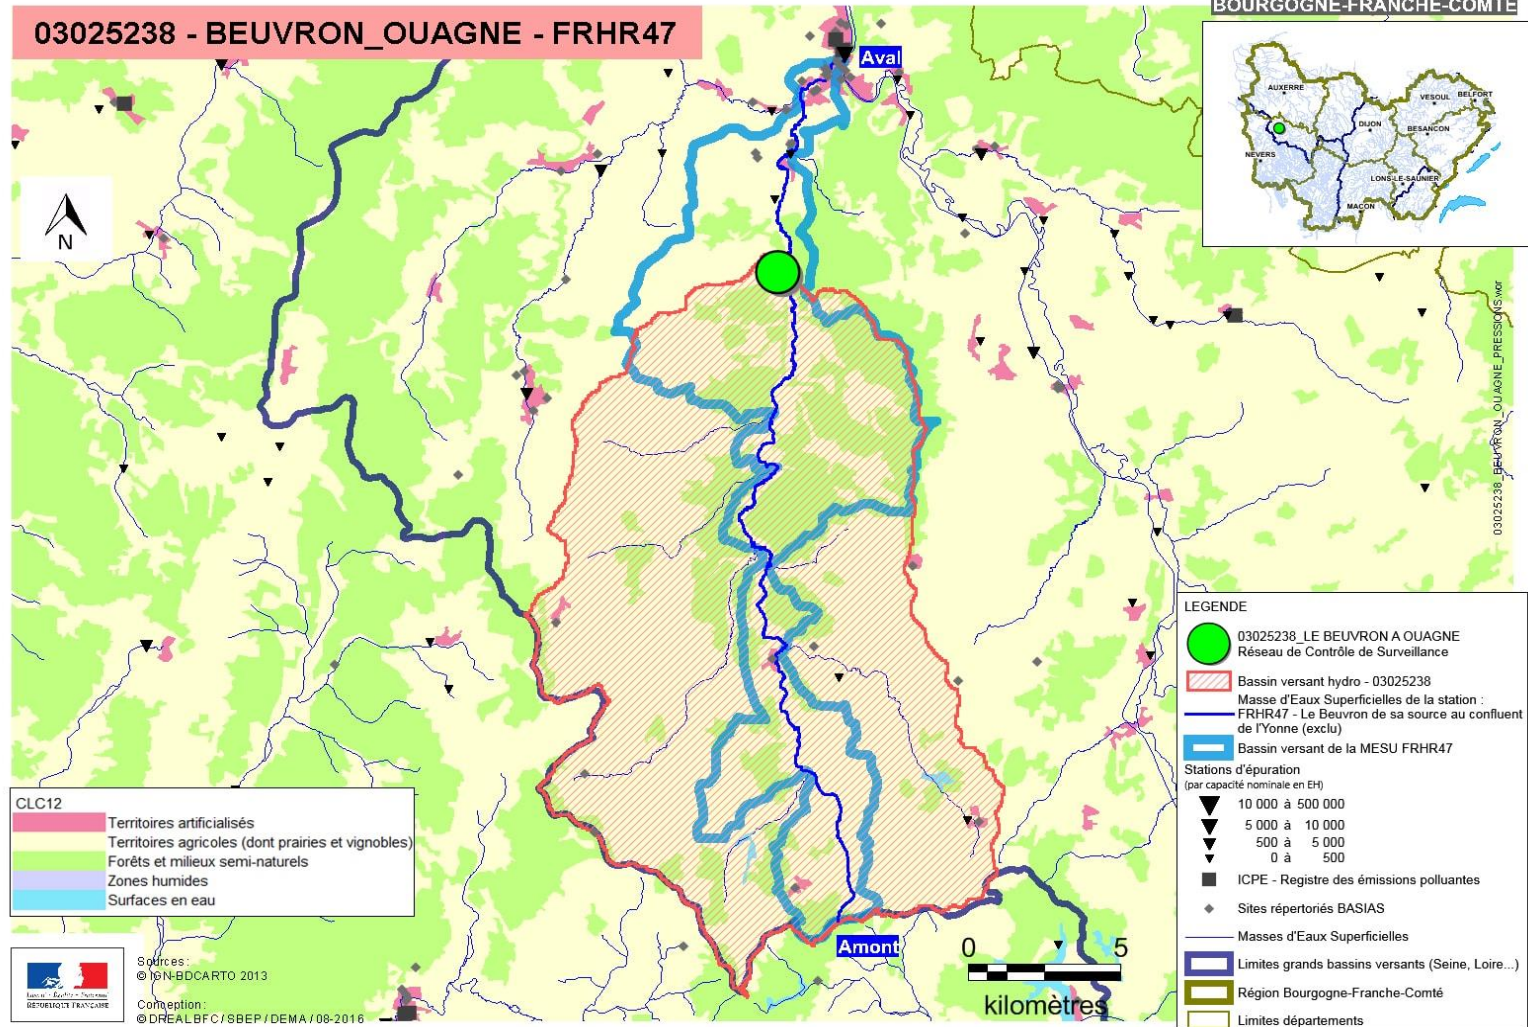 03025238 - BEUVRON_OUAGNE - FRHR47
BOURGOGNE-FRANCHE-COMTE
AUXERRE
VESOUL
BELFORT
DIJON
BESANCON
NEVERS
LONS-LE-SAUNIER
MACON
Aval
N
03025238_BEUVRON_OUAGNE_PRESSIONS.wor
LEGENDE
03025238_LE BEUVRON A OUAGNE
Réseau de Contrôle de Surveillance
Bassin versant hydro - 03025238
Masse d'Eaux Superficielles de la station :
FRHR47 - Le Beuvron de sa source au confluent
de l'Yonne (exclu)
Bassin versant de la MESU FRHR47
Stations d'épuration
(par capacité nominale en EH)
10 000 à 500 000
5 000 à 10 000
500 à 5 000
0 à 500
ICPE - Registre des émissions polluantes
Sites répertoriés BASIAS
Masses d'Eaux Superficielles
Limites grands bassins versants (Seine, Loire...)
Région Bourgogne-Franche-Comté
Limites départements
CLC12
Territoires artificialisés
Territoires agricoles (dont prairies et vignobles)
Forêts et milieux semi-naturels
Zones humides
Surfaces en eau
Amont
0 5
kilomètres
Liberté • Égalité • Fraternité
RÉPUBLIQUE FRANÇAISE
Sources :
© IGN-BDCARTO 2013
Conception :
© DREALBFC / SBEP / DEMA / 08-2016